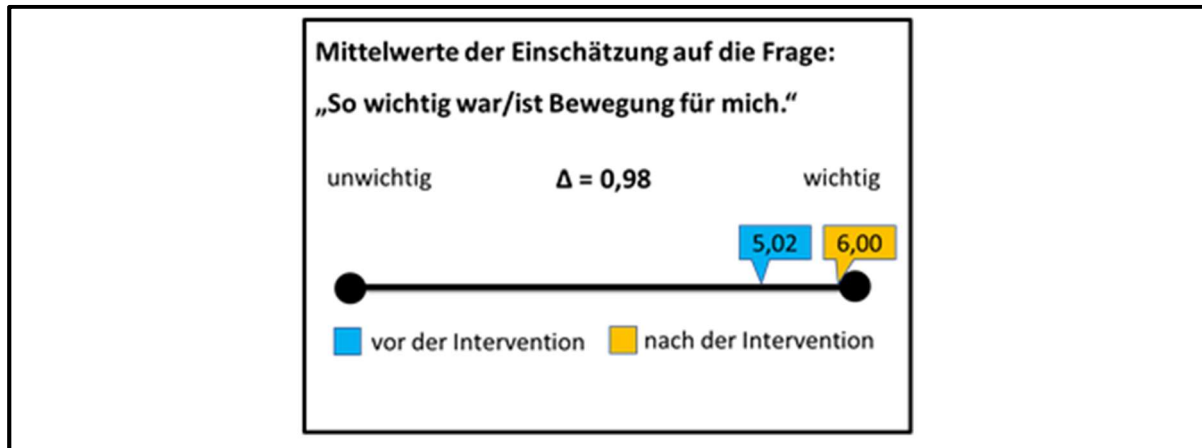 Mittelwerte der Einschätzung auf die Frage:
„So wichtig war/ist Bewegung für mich.“
unwichtig Δ = 0,98 wichtig
5,02 6,00
vor der Intervention nach der Intervention